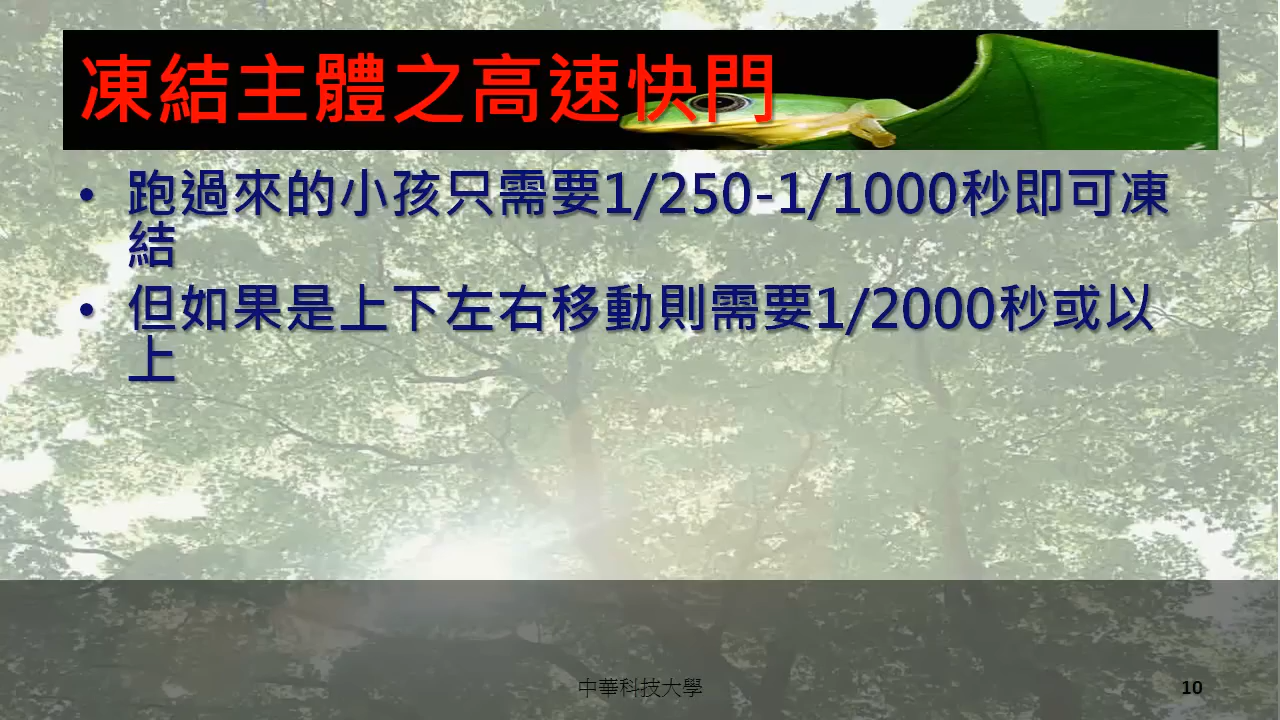 凍結主體之高速快門
• 跑過來的小孩只需要1/250-1/1000秒即可凍
結
• 但如果是上下左右移動則需要1/2000秒或以
上
中華科技大學
10